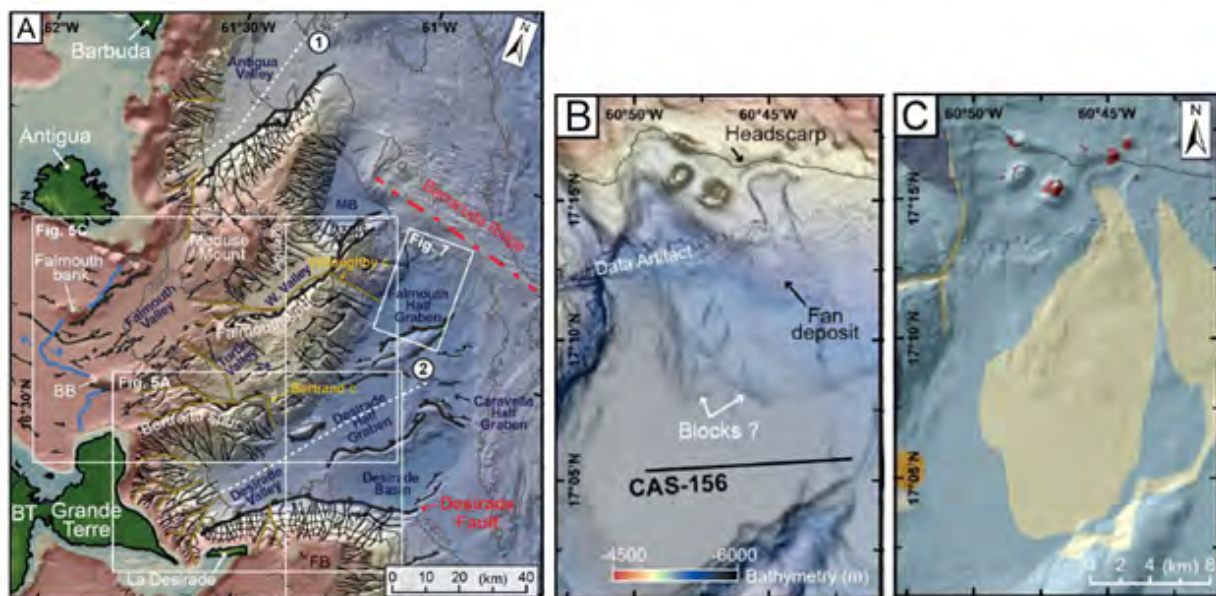 A
62°W
61°30'W
61°W
N
Barbuda
Antigua
Valley
1
Antigua
17°N
Barracuda Ridge
MB
Fig. 5C
Falmouth
bank
Maduse
Mount
Willoughby c
Fig. 7
W. Valley
Falmouth Valley
Falmouth
Half
Graben
BB
16°30'N
Fig. 5A
2
Bertrand c
Caravelle
Half
Graben
Desirade
Half
Graben
Desirade
Valley
Desirade
Basin
Desirade
Fault
BT
Grande
Terre
La Desirade
FB
0 20 40
(km)
B
60°50'W
60°45'W
Headscarp
17°15'N
Data Artifact
Fan
deposit
17°10'N
Blocks ?
17°05'N
CAS-156
-4500
-6000
Bathymetry (m)
C
60°50'W
60°45'W
N
17°15'N
17°10'N
17°05'N
0 2 4 (km) 8